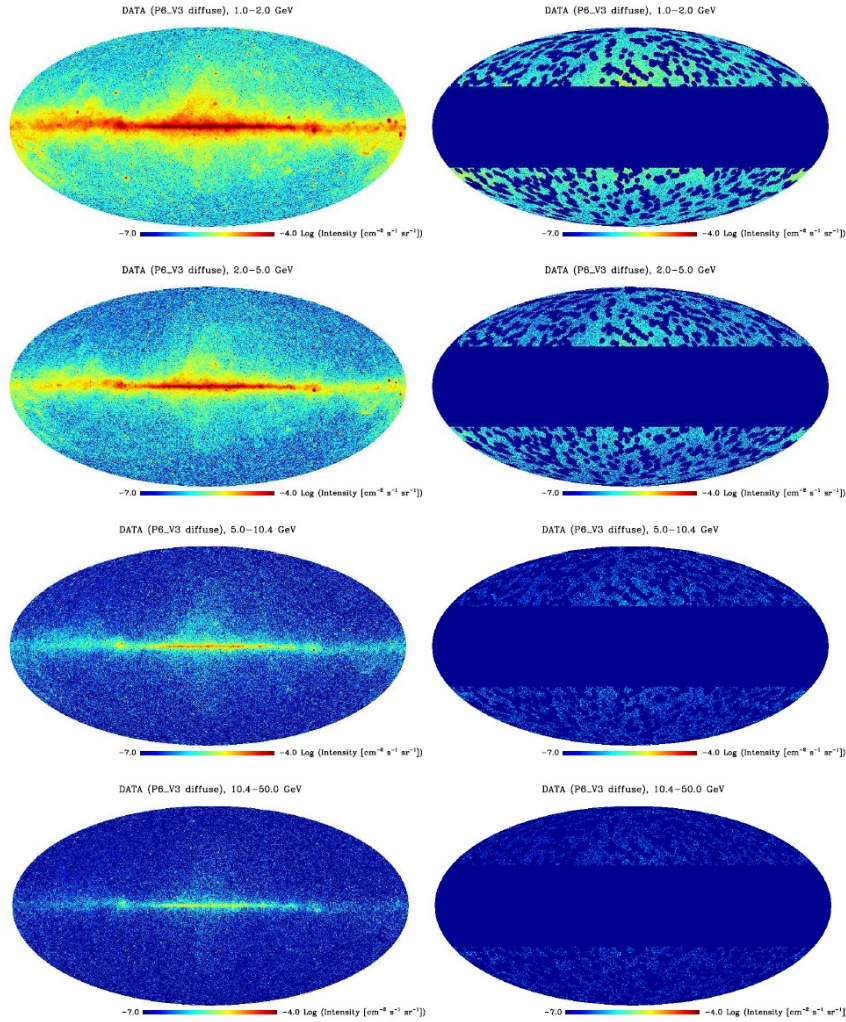 DATA (P6_V3 diffuse), 1.0−2.0 GeV
DATA (P6_V3 diffuse), 1.0−2.0 GeV
−7.0 −4.0 Log (Intensity [cm⁻² s⁻¹ sr⁻¹])
−7.0 −4.0 Log (Intensity [cm⁻² s⁻¹ sr⁻¹])
DATA (P6_V3 diffuse), 2.0−5.0 GeV
DATA (P6_V3 diffuse), 2.0−5.0 GeV
−7.0 −4.0 Log (Intensity [cm⁻² s⁻¹ sr⁻¹])
−7.0 −4.0 Log (Intensity [cm⁻² s⁻¹ sr⁻¹])
DATA (P6_V3 diffuse), 5.0−10.4 GeV
DATA (P6_V3 diffuse), 5.0−10.4 GeV
−7.0 −4.0 Log (Intensity [cm⁻² s⁻¹ sr⁻¹])
−7.0 −4.0 Log (Intensity [cm⁻² s⁻¹ sr⁻¹])
DATA (P6_V3 diffuse), 10.4−50.0 GeV
DATA (P6_V3 diffuse), 10.4−50.0 GeV
−7.0 −4.0 Log (Intensity [cm⁻² s⁻¹ sr⁻¹])
−7.0 −4.0 Log (Intensity [cm⁻² s⁻¹ sr⁻¹])